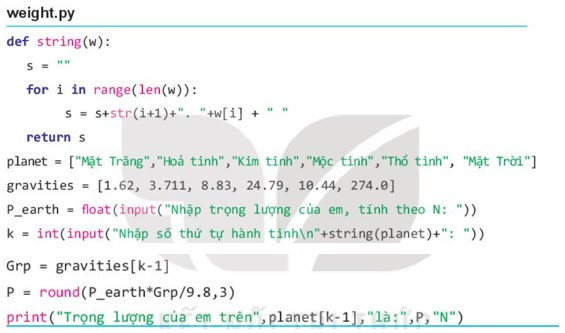 weight.py
def string(w):
s = ""
for i in range(len(w)):
s = s+str(i+1)+". "+w[i] + " "
return s
planet = ["Mặt Trăng","Hoả tinh","Kim tinh","Mộc tinh","Thổ tinh", "Mặt Trời"]
gravities = [1.62, 3.711, 8.83, 24.79, 10.44, 274.0]
P_earth = float(input("Nhập trọng lượng của em, tính theo N: "))
k = int(input("Nhập số thứ tự hành tinh\n"+string(planet)+": "))
Grp = gravities[k-1]
P = round(P_earth*Grp/9.8,3)
print("Trọng lượng của em trên",planet[k-1],"là:",P,"N")